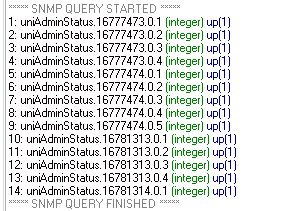 ***** SNMP QUERY STARTED *****
1: uniAdminStatus.16777473.0.1 (integer) up(1)
2: uniAdminStatus.16777473.0.2 (integer) up(1)
3: uniAdminStatus.16777473.0.3 (integer) up(1)
4: uniAdminStatus.16777473.0.4 (integer) up(1)
5: uniAdminStatus.16777474.0.1 (integer) up(1)
6: uniAdminStatus.16777474.0.2 (integer) up(1)
7: uniAdminStatus.16777474.0.3 (integer) up(1)
8: uniAdminStatus.16777474.0.4 (integer) up(1)
9: uniAdminStatus.16777474.0.5 (integer) up(1)
10: uniAdminStatus.16781313.0.1 (integer) up(1)
11: uniAdminStatus.16781313.0.2 (integer) up(1)
12: uniAdminStatus.16781313.0.3 (integer) up(1)
13: uniAdminStatus.16781313.0.4 (integer) up(1)
14: uniAdminStatus.16781314.0.1 (integer) up(1)
***** SNMP QUERY FINISHED *****